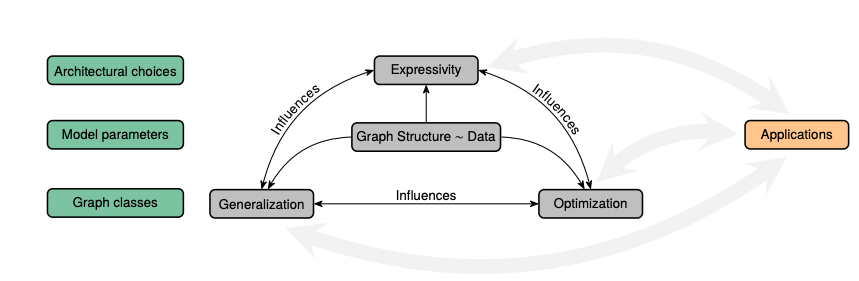 Architectural choices
Expressivity
Influences
Influences
Model parameters
Graph Structure ~ Data
Applications
Graph classes
Generalization
Influences
Optimization